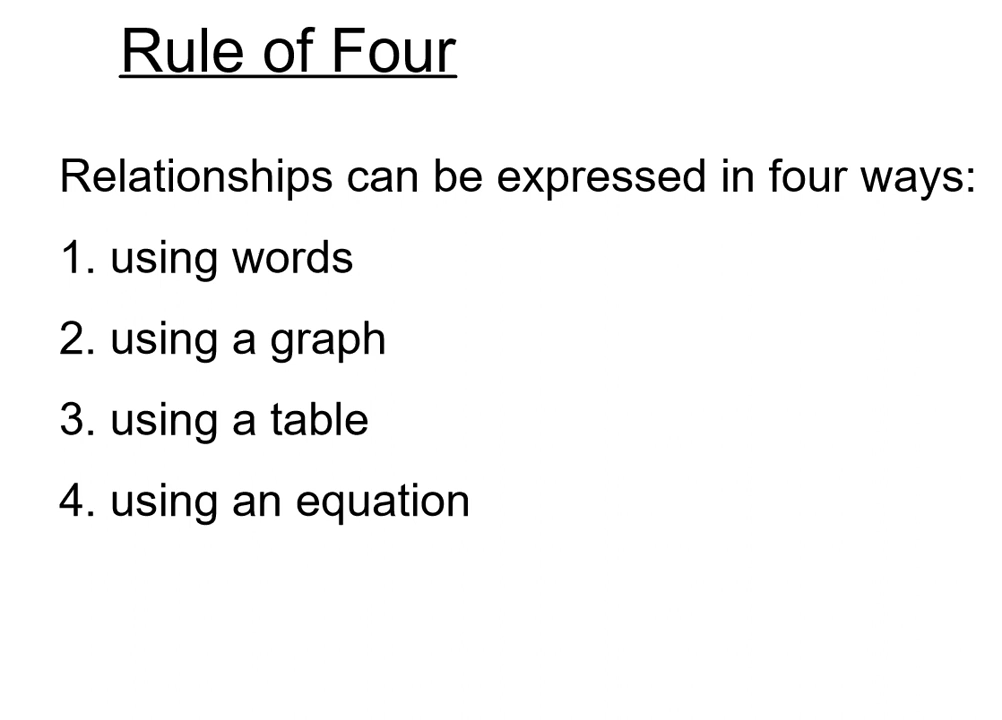 Rule of Four
Relationships can be expressed in four ways:
1. using words
2. using a graph
3. using a table
4. using an equation